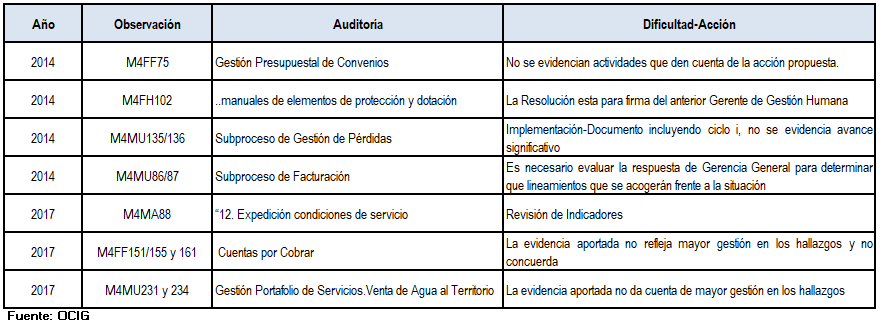 Año Observación Auditoria Dificultad-Acción
2014 M4FF75 Gestión Presupuestal de Convenios No se evidencian actividades que den cuenta de la acción propuesta.
2014 M4FH102 ..manuales de elementos de protección y dotación La Resolución esta para firma del anterior Gerente de Gestión Humana
2014 M4MU135/136 Subproceso de Gestión de Pérdidas Implementación-Documento incluyendo ciclo i, no se evidencia avance
significativo
2014 M4MU86/87 Subproceso de Facturación Es necesario evaluar la respuesta de Gerencia General para determinar
que lineamientos que se acogerán frente a la situación
2017 M4MA88 “12. Expedición condiciones de servicio Revisión de Indicadores
2017 M4FF151/155 y 161 Cuentas por Cobrar La evidencia aportada no refleja mayor gestión en los hallazgos y no
concuerda
2017 M4MU231 y 234 Gestión Portafolio de Servicios.Venta de Agua al Territorio La evidencia aportada no da cuenta de mayor gestión en los hallazgos
Fuente: OCIG